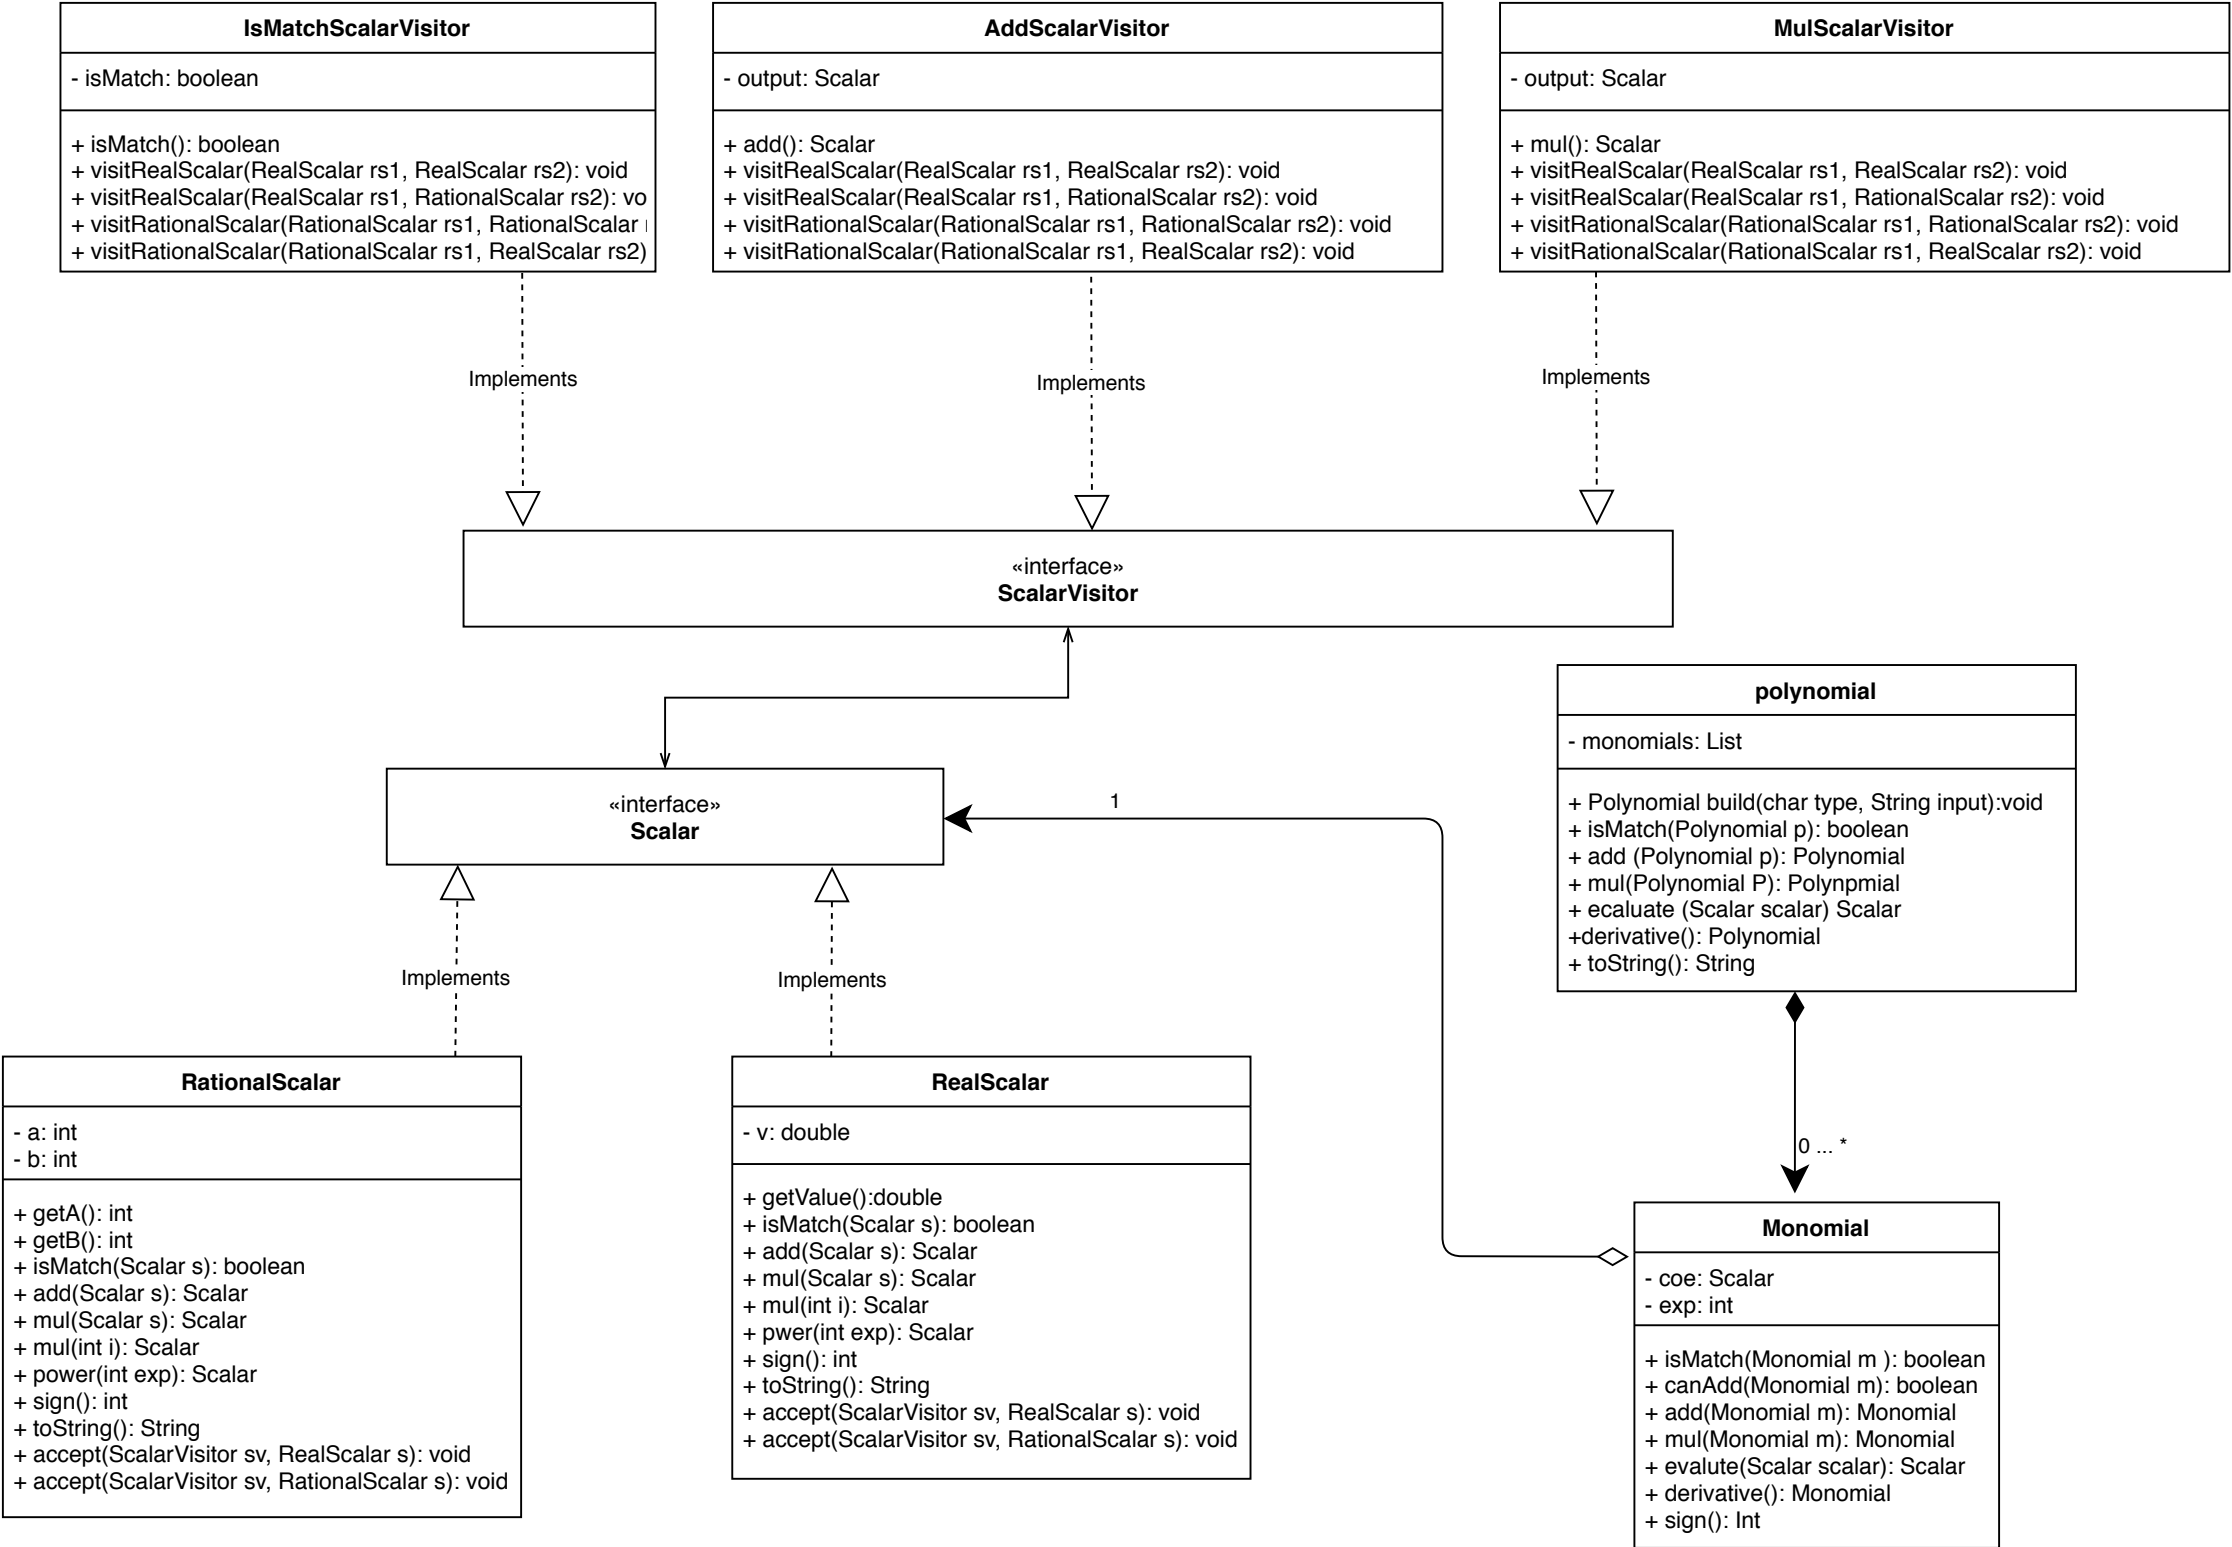 IsMatchScalarVisitor
- isMatch: boolean
+ isMatch(): boolean
+ visitRealScalar(RealScalar rs1, RealScalar rs2): void
+ visitRealScalar(RealScalar rs1, RationalScalar rs2): vo
+ visitRationalScalar(RationalScalar rs1, RationalScalar
+ visitRationalScalar(RationalScalar rs1, RealScalar rs2)
AddScalarVisitor
- output: Scalar
+ add(): Scalar
+ visitRealScalar(RealScalar rs1, RealScalar rs2): void
+ visitRealScalar(RealScalar rs1, RationalScalar rs2): void
+ visitRationalScalar(RationalScalar rs1, RationalScalar rs2): void
+ visitRationalScalar(RationalScalar rs1, RealScalar rs2): void
MulScalarVisitor
- output: Scalar
+ mul(): Scalar
+ visitRealScalar(RealScalar rs1, RealScalar rs2): void
+ visitRealScalar(RealScalar rs1, RationalScalar rs2): void
+ visitRationalScalar(RationalScalar rs1, RationalScalar rs2): void
+ visitRationalScalar(RationalScalar rs1, RealScalar rs2): void
Implements
Implements
Implements
«interface»
ScalarVisitor
«interface»
Scalar
1
polynomial
- monomials: List
+ Polynomial build(char type, String input):void
+ isMatch(Polynomial p): boolean
+ add (Polynomial p): Polynomial
+ mul(Polynomial P): Polynpmial
+ ecaluate (Scalar scalar) Scalar
+derivative(): Polynomial
+ toString(): String
Implements
Implements
0 ... *
RationalScalar
- a: int
- b: int
+ getA(): int
+ getB(): int
+ isMatch(Scalar s): boolean
+ add(Scalar s): Scalar
+ mul(Scalar s): Scalar
+ mul(int i): Scalar
+ power(int exp): Scalar
+ sign(): int
+ toString(): String
+ accept(ScalarVisitor sv, RealScalar s): void
+ accept(ScalarVisitor sv, RationalScalar s): void
RealScalar
- v: double
+ getValue():double
+ isMatch(Scalar s): boolean
+ add(Scalar s): Scalar
+ mul(Scalar s): Scalar
+ mul(int i): Scalar
+ pwer(int exp): Scalar
+ sign(): int
+ toString(): String
+ accept(ScalarVisitor sv, RealScalar s): void
+ accept(ScalarVisitor sv, RationalScalar s): void
Monomial
- coe: Scalar
- exp: int
+ isMatch(Monomial m ): boolean
+ canAdd(Monomial m): boolean
+ add(Monomial m): Monomial
+ mul(Monomial m): Monomial
+ evalute(Scalar scalar): Scalar
+ derivative(): Monomial
+ sign(): Int